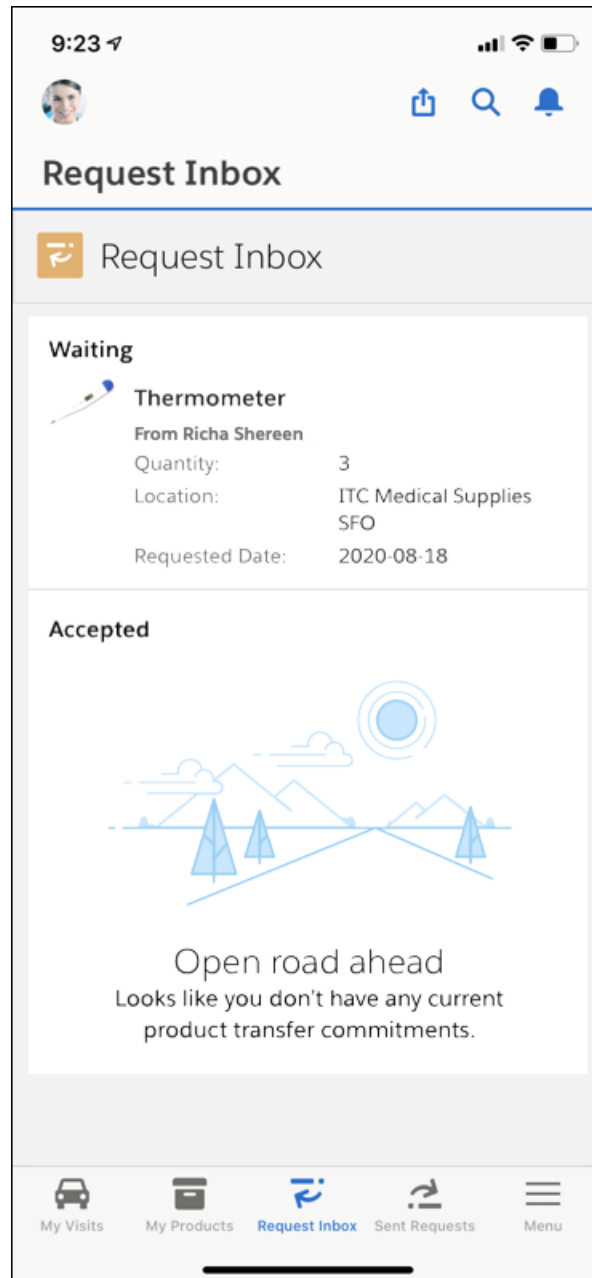 9:23
Request Inbox
Request Inbox
Waiting
Thermometer
From Richa Shereen
Quantity: 3
Location: ITC Medical Supplies
SFO
Requested Date: 2020-08-18
Accepted
Open road ahead
Looks like you don't have any current
product transfer commitments.
My Visits My Products Request Inbox Sent Requests Menu